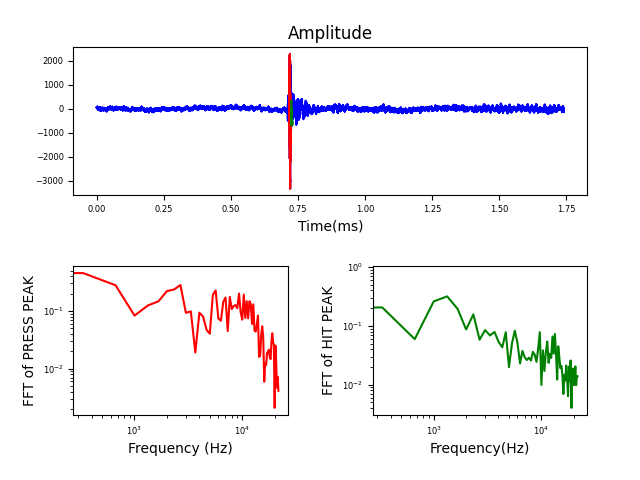 Amplitude
2000
1000
0
−1000
−2000
−3000
0.00 0.25 0.50 0.75 1.00 1.25 1.50 1.75
Time(ms)
FFT of PRESS PEAK
10⁻¹
10⁻²
10³ 10⁴
Frequency (Hz)
FFT of HIT PEAK
10⁰
10⁻¹
10⁻²
10³ 10⁴
Frequency(Hz)